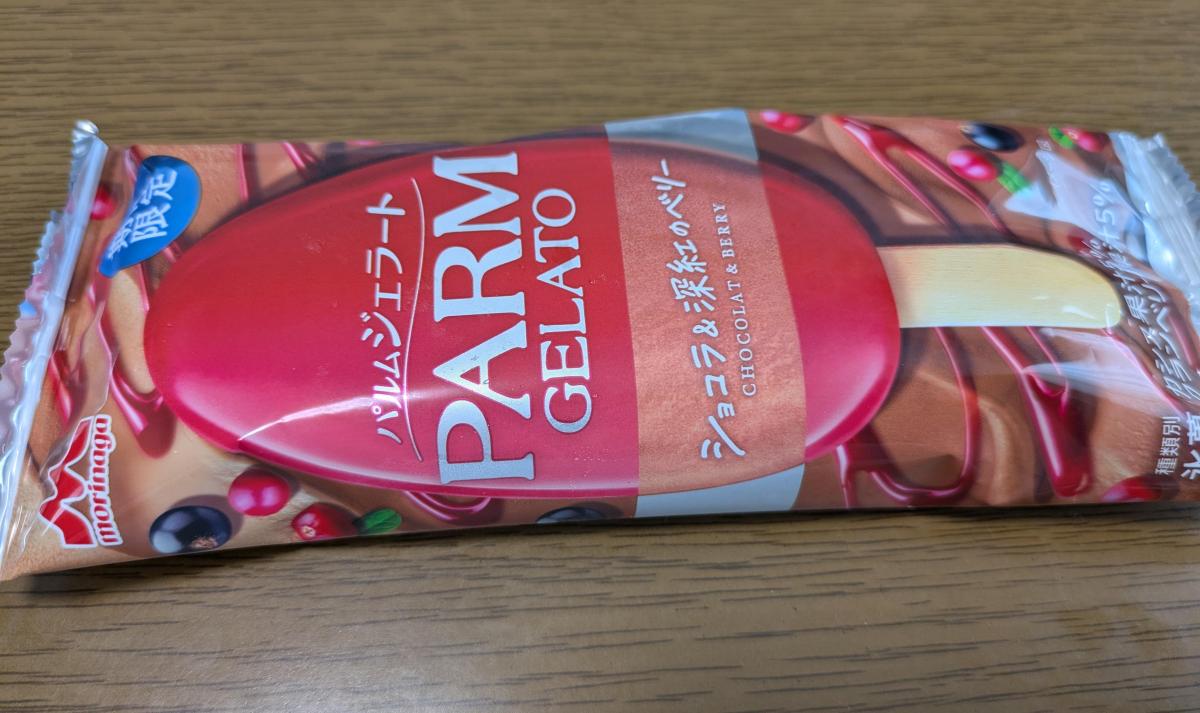 限定
パルムジェラート
PARM
GELATO
ショコラ&深紅のベリー
CHOCOLAT & BERRY
morinaga
種類別
氷菓